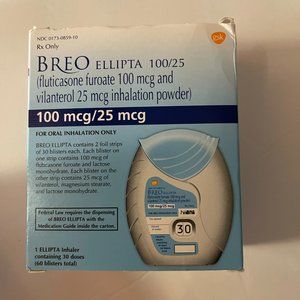 NDC 0173-0859-10
gsk
Rx Only
BREO ELLIPTA 100/25
(fluticasone furoate 100 mcg and
vilanterol 25 mcg inhalation powder)
100 mcg/25 mcg
FOR ORAL INHALATION ONLY
BREO ELLIPTA contains 2 foil strips
of 30 blisters each. Each blister on
one strip contains 100 mcg of
fluticasone furoate and lactose
monohydrate. Each blister on the
other strip contains 25 mcg of
vilanterol, magnesium stearate,
and lactose monohydrate.
Federal Law requires the dispensing
of BREO ELLIPTA with the
Medication Guide inside the carton.
1 ELLIPTA Inhaler
containing 30 doses
(60 blisters total)
BREO ELLIPTA
100 mcg/25 mcg
30